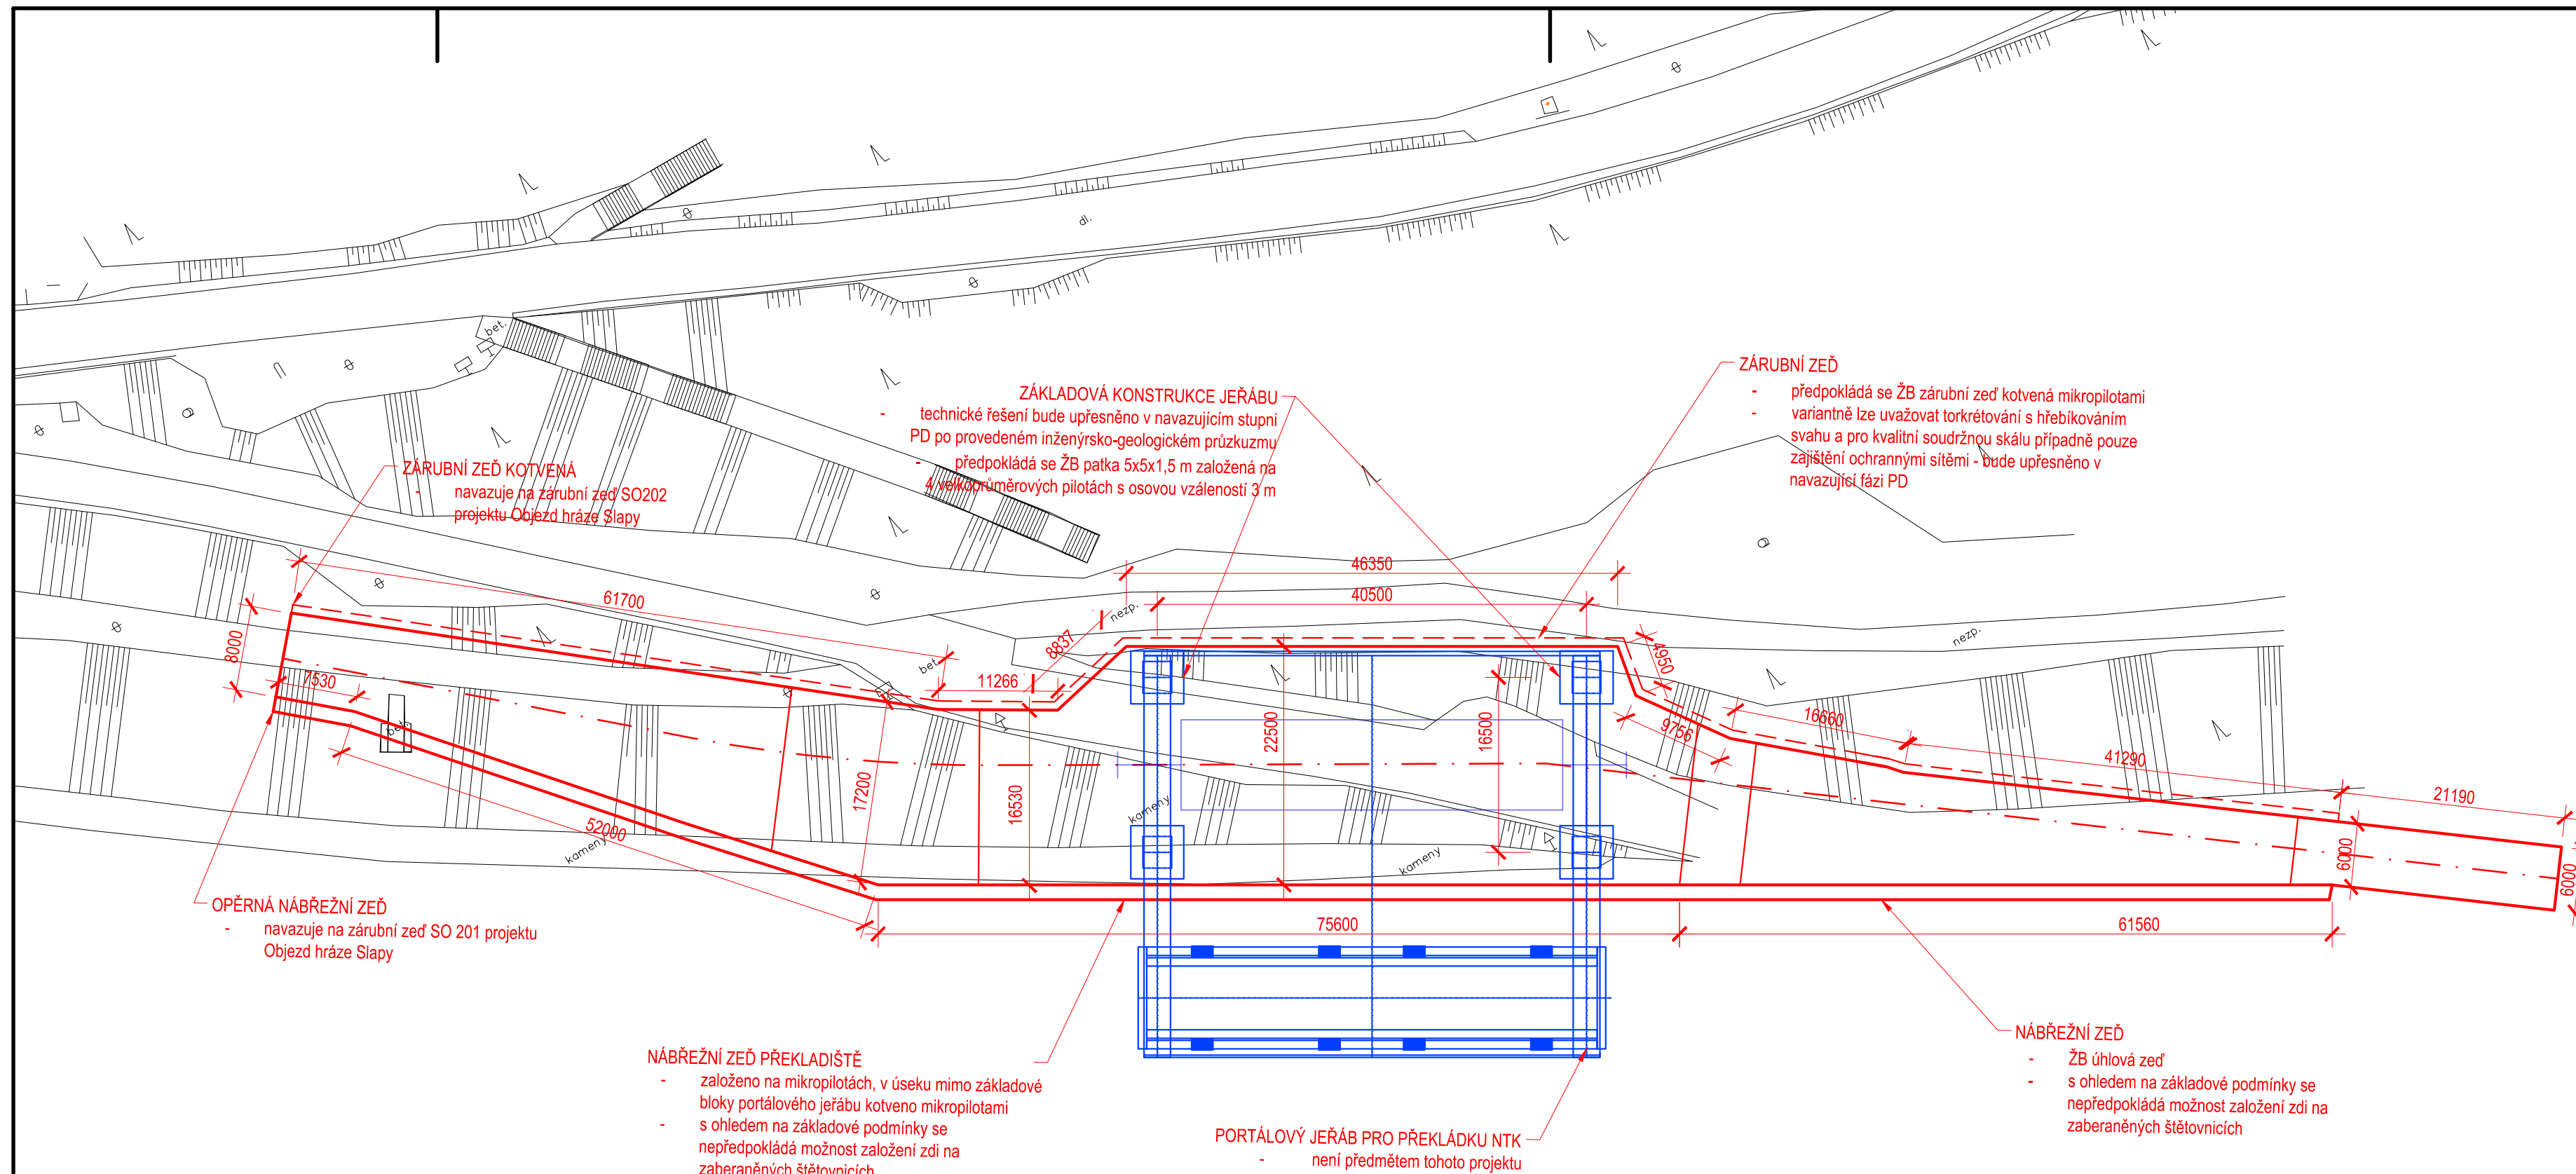 dl.
bet.
ZÁKLADOVÁ KONSTRUKCE JEŘÁBU
- technické řešení bude upřesněno v navazujícím stupni
PD po provedeném inženýrsko-geologickém průzkuzmu
- předpokládá se ŽB patka 5x5x1,5 m založená na
4 velkoprůměrových pilotách s osovou vzáleností 3 m
ZÁRUBNÍ ZEĎ
- předpokládá se ŽB zárubní zeď kotvená mikropilotami
- variantně lze uvažovat torkrétování s hřebíkováním
svahu a pro kvalitní soudržnou skálu případně pouze
zajištění ochrannými sítěmi - bude upřesněno v
navazující fázi PD
ZÁRUBNÍ ZEĎ KOTVENÁ
- navazuje na zárubní zeď SO202
projektu Objezd hráze Slapy
46350
40500
61700
8000
7530
8837
nezp.
bet.
11266
4950
nezp.
16660
9756
41290
21190
22500
16500
17200
16530
bet.
52000
kameny
kameny
kameny
6000
6000
75600
61560
OPĚRNÁ NÁBŘEŽNÍ ZEĎ
- navazuje na zárubní zeď SO 201 projektu
Objezd hráze Slapy
NÁBŘEŽNÍ ZEĎ PŘEKLADIŠTĚ
- založeno na mikropilotách, v úseku mimo základové
bloky portálového jeřábu kotveno mikropilotami
- s ohledem na základové podmínky se
nepředpokládá možnost založení zdi na
zaberaněných štětovnicích
PORTÁLOVÝ JEŘÁB PRO PŘEKLÁDKU NTK
- není předmětem tohoto projektu
NÁBŘEŽNÍ ZEĎ
- ŽB úhlová zeď
- s ohledem na základové podmínky se
nepředpokládá možnost založení zdi na
zaberaněných štětovnicích